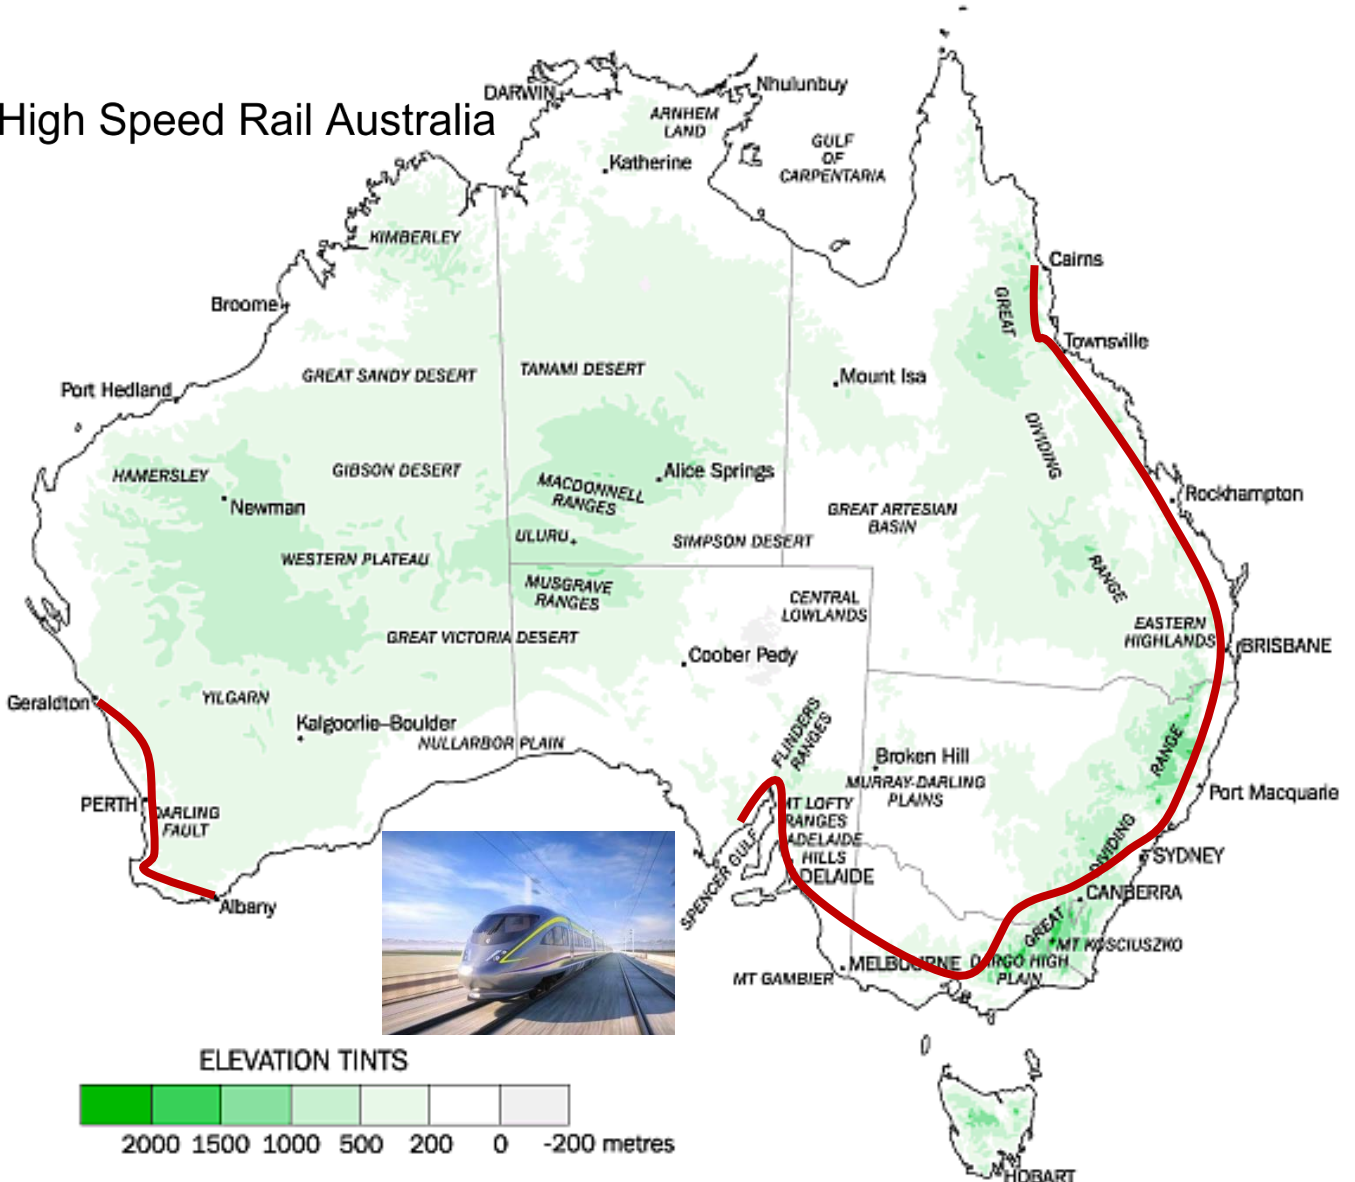 High Speed Rail Australia
DARWIN
Nhulunbuy
ARNHEM
LAND
GULF
OF
CARPENTARIA
Katherine
KIMBERLEY
Cairns
Broome
GREAT
Townsville
GREAT SANDY DESERT
TANAMI DESERT
Mount Isa
Port Hedland
DIVIDING
HAMERSLEY
GIBSON DESERT
Alice Springs
MACDONNELL
RANGES
Newman
Rockhampton
GREAT ARTESIAN
BASIN
ULURU
SIMPSON DESERT
WESTERN PLATEAU
RANGE
MUSGRAVE
RANGES
CENTRAL
LOWLANDS
GREAT VICTORIA DESERT
EASTERN
HIGHLANDS
BRISBANE
Coober Pedy
Geraldton
YILGARN
Kalgoorlie-Boulder
NULLARBOR PLAIN
FLINDERS
RANGES
RANGE
Broken Hill
MURRAY-DARLING
PLAINS
Port Macquarie
PERTH
DARLING
FAULT
MT LOFTY
RANGES
ADELAIDE
HILLS
DIVIDING
SYDNEY
SPENCER GULF
ADELAIDE
CANBERRA
Albany
GREAT
MT KOSCIUSZKO
MELBOURNE
DARGO HIGH
PLAIN
MT GAMBIER
ELEVATION TINTS
2000 1500 1000 500 200 0 -200 metres
HOBART